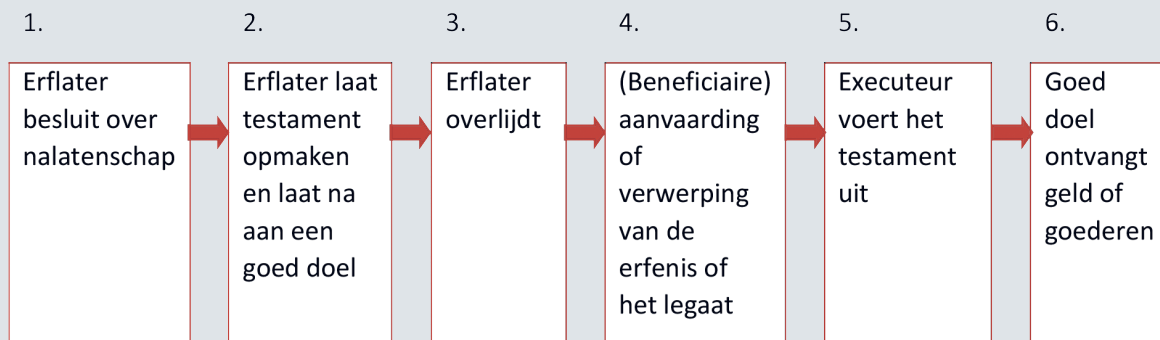 1.
Erflater
besluit over
nalatenschap
2.
Erflater laat
testament
opmaken
en laat na
aan een
goed doel
3.
Erflater
overlijdt
4.
(Beneficiaire)
aanvaarding
of
verwerping
van de
erfenis of
het legaat
5.
Executeur
voert het
testament
uit
6.
Goed
doel
ontvangt
geld of
goederen